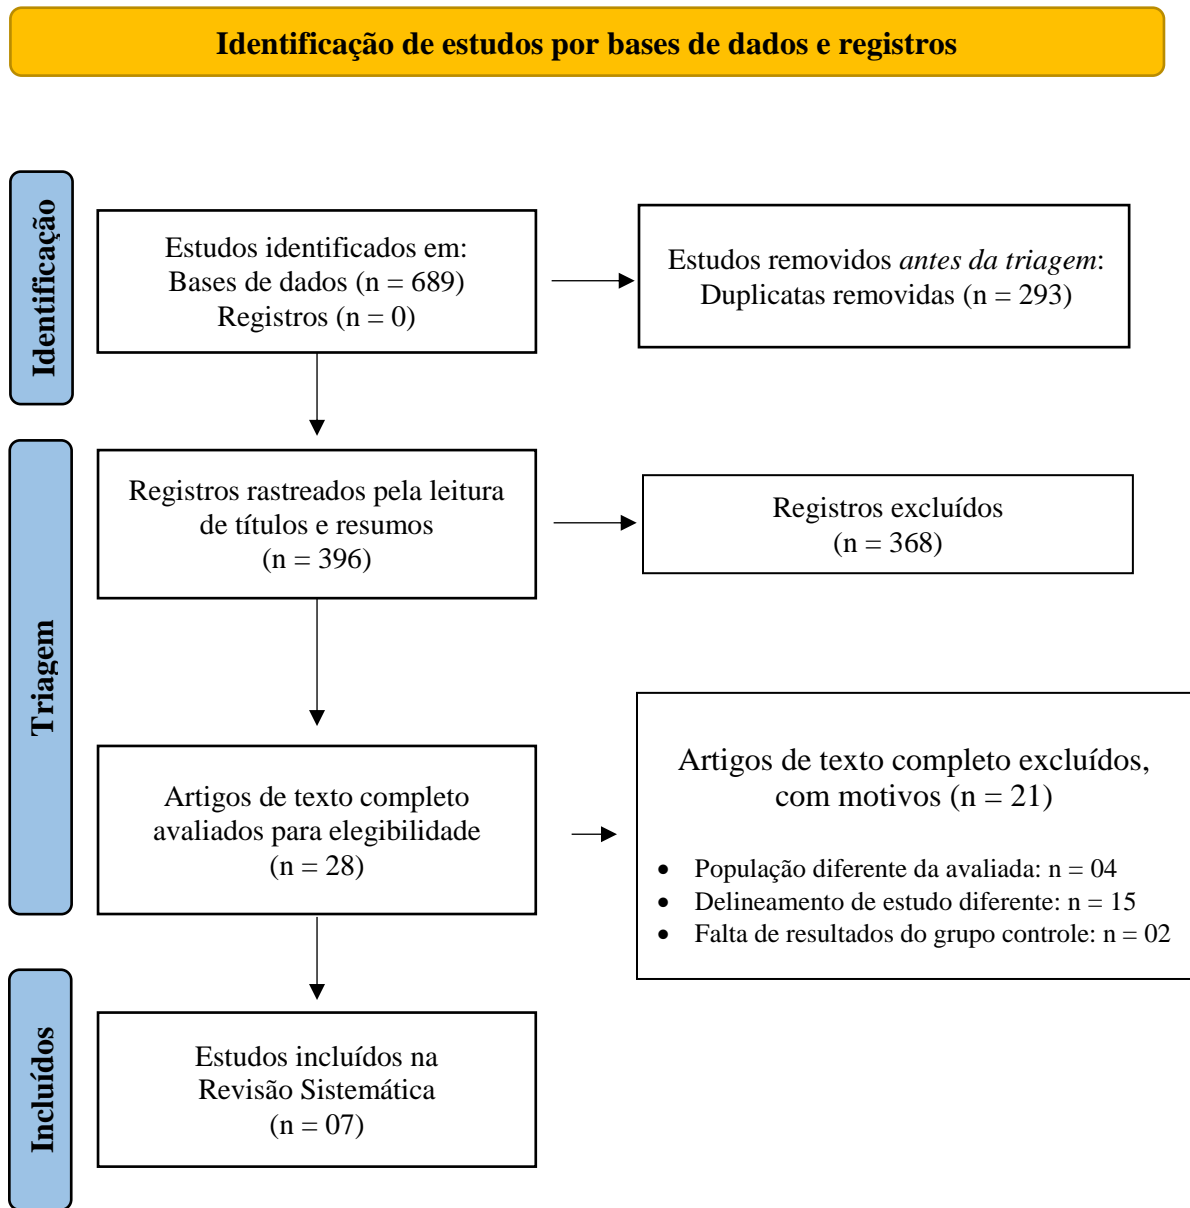 Identificação de estudos por bases de dados e registros
Identificação
Estudos identificados em:
Bases de dados (n = 689)
Registros (n = 0)
Estudos removidos antes da triagem:
Duplicatas removidas (n = 293)
Triagem
Registros rastreados pela leitura
de títulos e resumos
(n = 396)
Registros excluídos
(n = 368)
Artigos de texto completo
avaliados para elegibilidade
(n = 28)
Artigos de texto completo excluídos,
com motivos (n = 21)
• População diferente da avaliada: n = 04
• Delineamento de estudo diferente: n = 15
• Falta de resultados do grupo controle: n = 02
Incluídos
Estudos incluídos na
Revisão Sistemática
(n = 07)